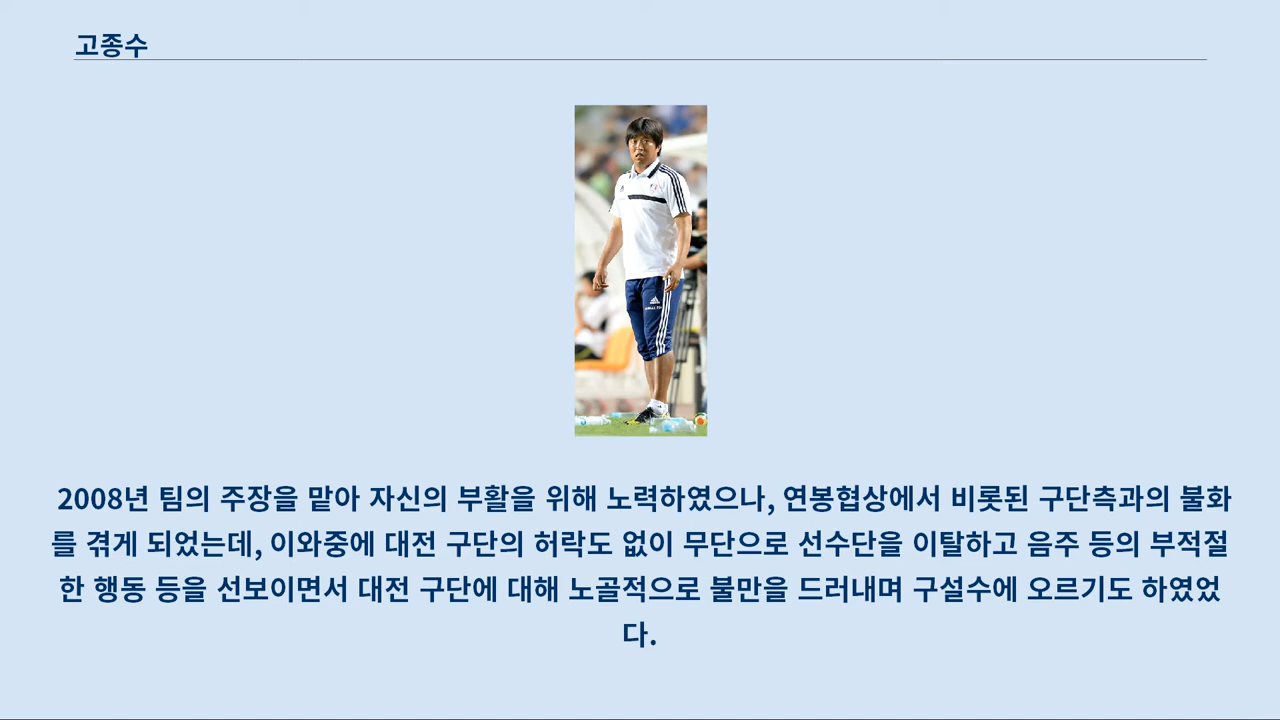 고종수
2008년 팀의 주장을 맡아 자신의 부활을 위해 노력하였으나, 연봉협상에서 비롯된 구단측과의 불화
를 겪게 되었는데, 이와중에 대전 구단의 허락도 없이 무단으로 선수단을 이탈하고 음주 등의 부적절
한 행동 등을 선보이면서 대전 구단에 대해 노골적으로 불만을 드러내며 구설수에 오르기도 하였었
다.